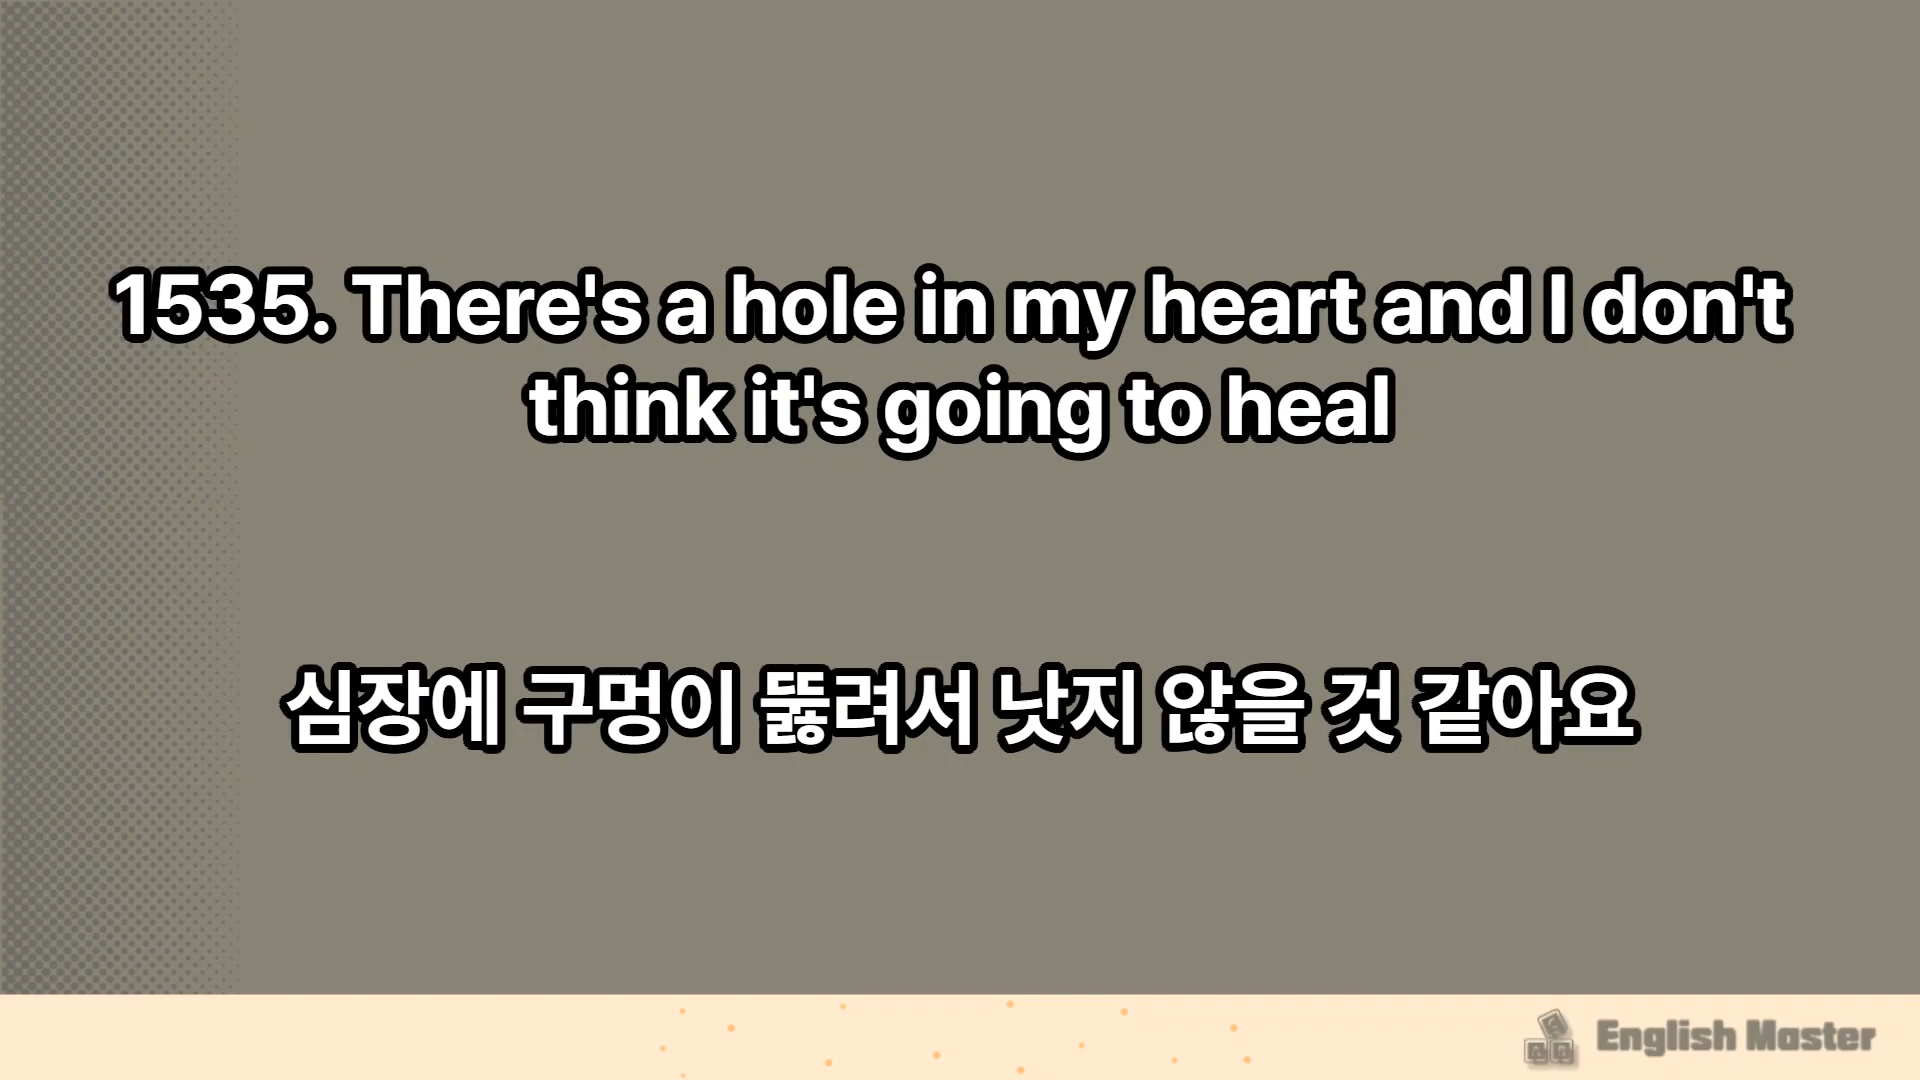 1535. There's a hole in my heart and I don't
think it's going to heal
심장에 구멍이 뚫려서 낫지 않을 것 같아요
English Master